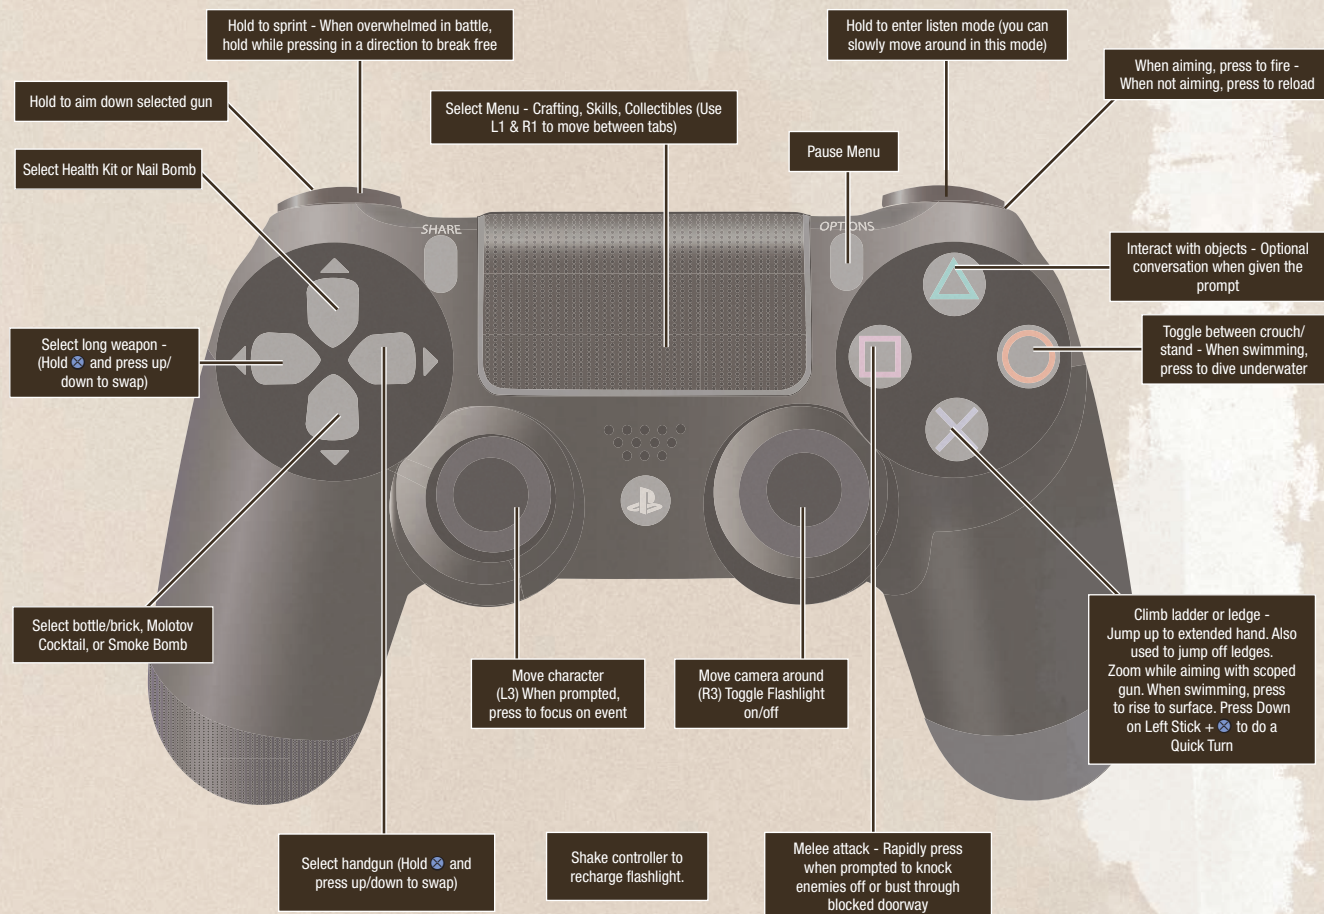 Hold to sprint - When overwhelmed in battle,
hold while pressing in a direction to break free
Hold to enter listen mode (you can
slowly move around in this mode)
When aiming, press to fire -
When not aiming, press to reload
Hold to aim down selected gun
Select Menu - Crafting, Skills, Collectibles (Use
L1 & R1 to move between tabs)
Pause Menu
Select Health Kit or Nail Bomb
SHARE
OPTIONS
Interact with objects - Optional
conversation when given the
prompt
Select long weapon -
(Hold ⊗ and press up/
down to swap)
Toggle between crouch/
stand - When swimming,
press to dive underwater
Select bottle/brick, Molotov
Cocktail, or Smoke Bomb
Move character
(L3) When prompted,
press to focus on event
Move camera around
(R3) Toggle Flashlight
on/off
Climb ladder or ledge -
Jump up to extended hand. Also
used to jump off ledges.
Zoom while aiming with scoped
gun. When swimming, press
to rise to surface. Press Down
on Left Stick + ⊗ to do a
Quick Turn
Select handgun (Hold ⊗ and
press up/down to swap)
Shake controller to
recharge flashlight.
Melee attack - Rapidly press
when prompted to knock
enemies off or bust through
blocked doorway